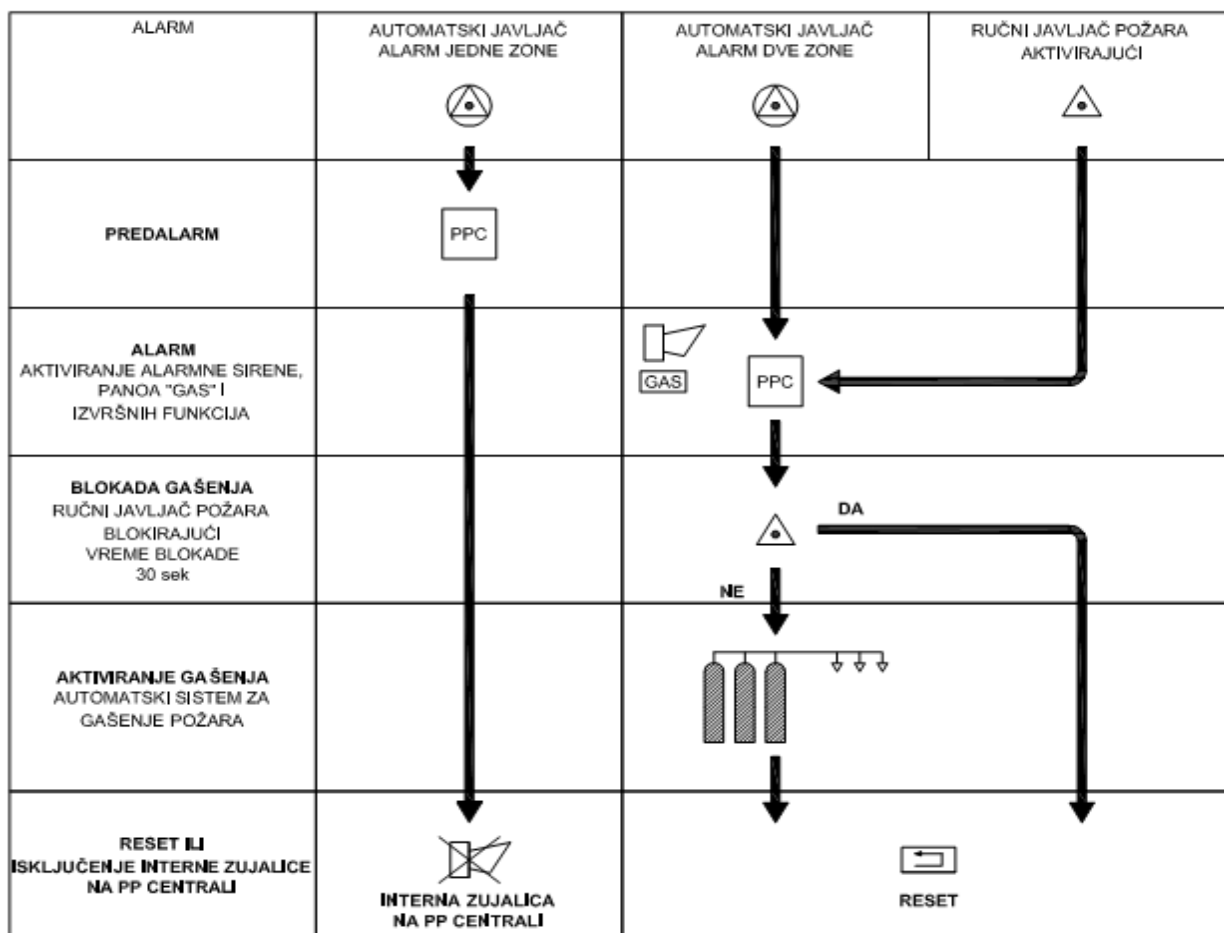 ALARM
AUTOMATSKI JAVLJAČ
ALARM JEDNE ZONE
AUTOMATSKI JAVLJAČ
ALARM DVE ZONE
RUČNI JAVLJAČ POŽARA
AKTIVIRAJUĆI
PREDALARM
PPC
ALARM
AKTIVIRANJE ALARMNE SIRENE,
PANOA "GAS" I
IZVRŠNIH FUNKCIJA
GAS
PPC
BLOKADA GAŠENJA
RUČNI JAVLJAČ POŽARA
BLOKIRAJUĆI
VREME BLOKADE
30 sek
DA
NE
AKTIVIRANJE GAŠENJA
AUTOMATSKI SISTEM ZA
GAŠENJE POŽARA
RESET ILI
ISKLJUČENJE INTERNE ZUJALICE
NA PP CENTRALI
INTERNA ZUJALICA
NA PP CENTRALI
RESET